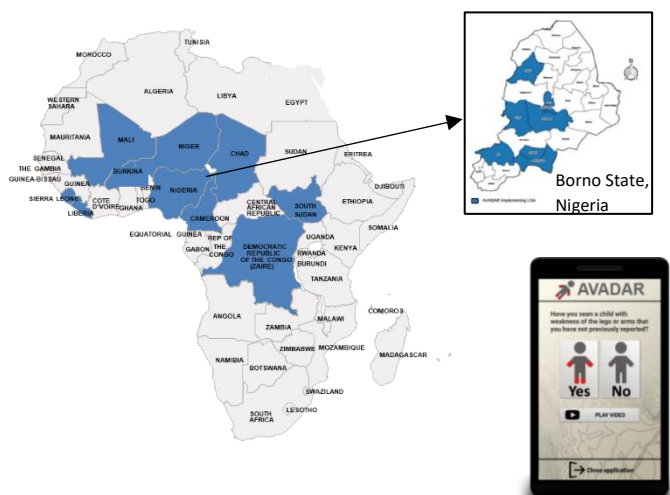 TUNISIA
MOROCCO
ALGERIA
LIBYA
EGYPT
WESTERN
SAHARA
MAURITANIA
MALI
NIGER
CHAD
SUDAN
ERITREA
SENEGAL
THE GAMBIA
GUINEA-BISSAU
GUINEA
BURKINA
BENIN
NIGERIA
DJIBOUTI
SIERRA LEONE
LIBERIA
COTE
D'VOIRE
GHANA
TOGO
CENTRAL
AFRICAN
REPUBLIC
SOUTH
SUDAN
ETHIOPIA
SOMALIA
CAMEROON
EQUATORIAL GUINEA
GABON
REP OF
THE
CONGO
DEMOCRATIC
REPUBLIC
OF THE CONGO
(ZAIRE)
UGANDA
KENYA
RWANDA
BURUNDI
TANZANIA
COMOROS
ANGOLA
ZAMBIA
MALAWI
MOZAMBIQUE
ZIMBABWE
MADAGASCAR
NAMIBIA
BOTSWANA
SWAZILAND
LESOTHO
SOUTH
AFRICA
N
Borno State,
Nigeria
AVADAR Implementing LGA
AVADAR
Have you seen a child with
weakness of the legs or arms that
you have not previously reported?
Yes No
PLAY VIDEO
Close application